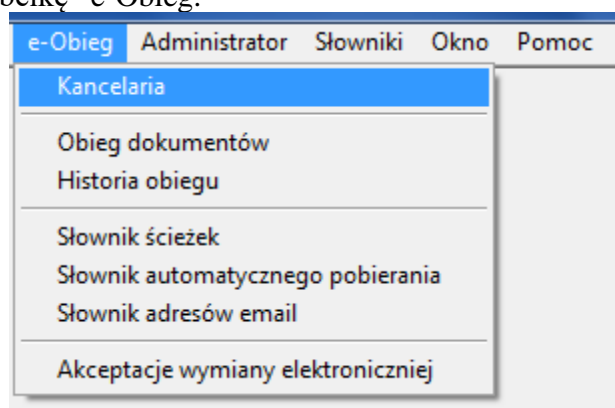 e-Obieg.
e-Obieg Administrator Słowniki Okno Pomoc
Kancelaria
Obieg dokumentów
Historia obiegu
Słownik ścieżek
Słownik automatycznego pobierania
Słownik adresów email
Akceptacje wymiany elektroniczniej